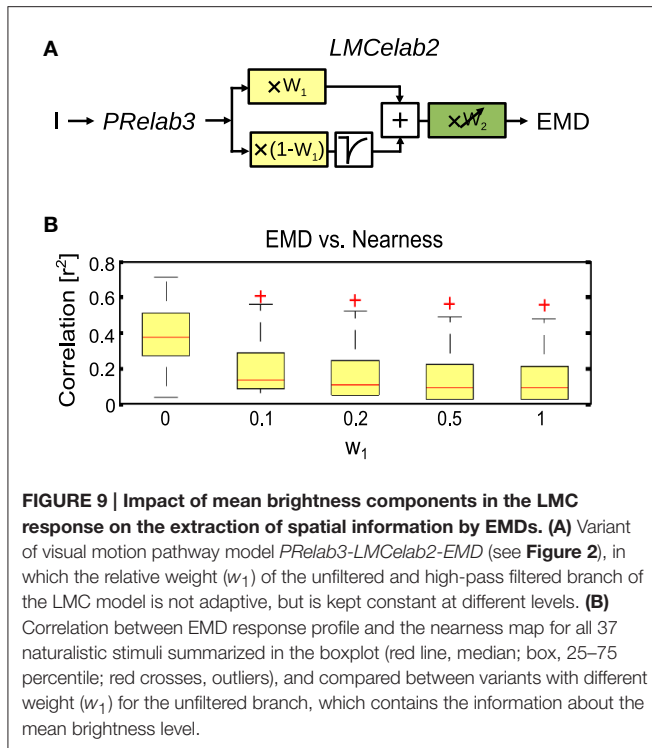 A
LMCelab2
×W₁
I → PRelab3
+
×W₂
EMD
×(1-W₁)
B
EMD vs. Nearness
Correlation [r²]
0.8
0.6
0.4
0.2
0
0 0.1 0.2 0.5 1
w₁
FIGURE 9 | Impact of mean brightness components in the LMC
response on the extraction of spatial information by EMDs. (A) Variant
of visual motion pathway model PRelab3-LMCelab2-EMD (see Figure 2), in
which the relative weight (w₁) of the unfiltered and high-pass filtered branch of
the LMC model is not adaptive, but is kept constant at different levels. (B)
Correlation between EMD response profile and the nearness map for all 37
naturalistic stimuli summarized in the boxplot (red line, median; box, 25–75
percentile; red crosses, outliers), and compared between variants with different
weight (w₁) for the unfiltered branch, which contains the information about the
mean brightness level.